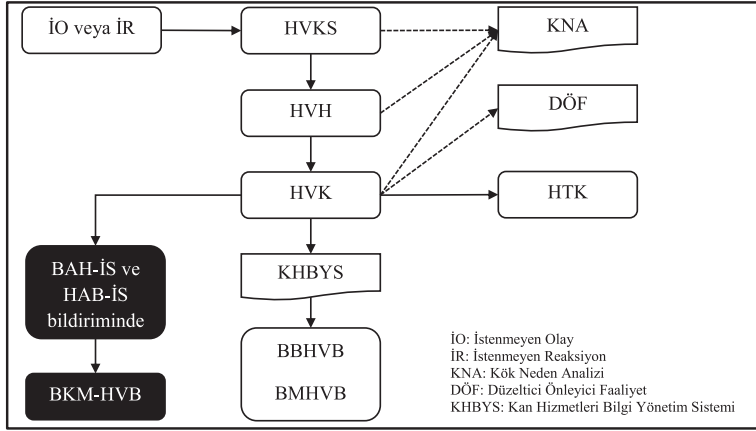 İO veya İR
HVKS
KNA
HVH
DÖF
HVK
HTK
BAH-İS ve
HAB-İS
bildiriminde
KHBYS
BBHVB
BMHVB
BKM-HVB
İO: İstenmeyen Olay
İR: İstenmeyen Reaksiyon
KNA: Kök Neden Analizi
DÖF: Düzeltici Önleyici Faaliyet
KHBYS: Kan Hizmetleri Bilgi Yönetim Sistemi